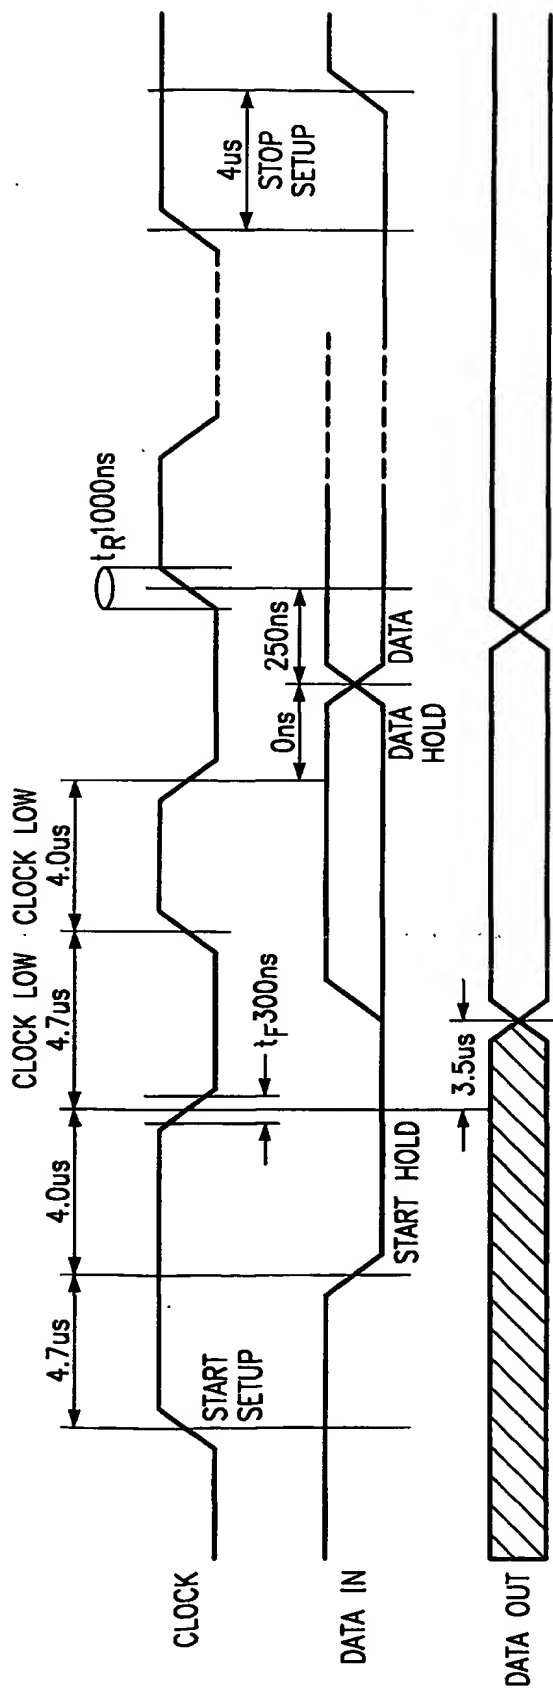 CLOCK LOW CLOCK LOW
4.7us
4.0us
4.7us
4.0us
tR1000ns
4us
STOP
SETUP
START
SETUP
tF300ns
0ns
250ns
CLOCK
START HOLD
DATA
HOLD
DATA
DATA IN
3.5us
DATA OUT